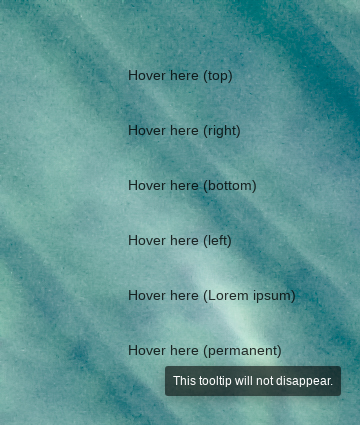 Hover here (top)
Hover here (right)
Hover here (bottom)
Hover here (left)
Hover here (Lorem ipsum)
Hover here (permanent)
This tooltip will not disappear.